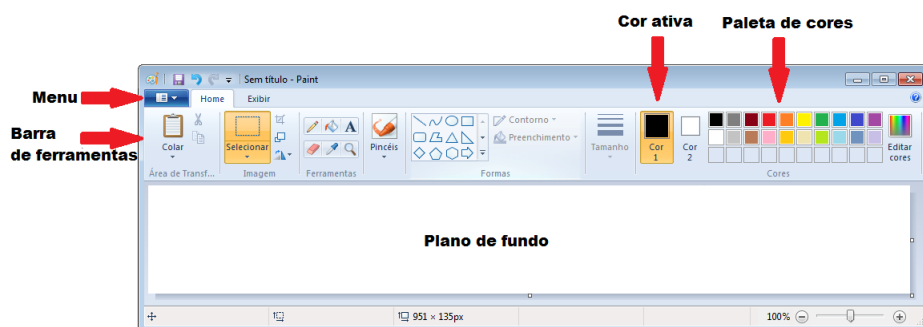 Cor ativa
Paleta de cores
Sem título - Paint
Menu
Home
Exibir
Barra
de ferramentas
Colar
Selecionar
A
Pincéis
Contorno
Preenchimento
Tamanho
Cor
1
Cor
2
Editar
cores
Área de Transf...
Imagem
Ferramentas
Formas
Cores
Plano de fundo
951 × 135px
100%